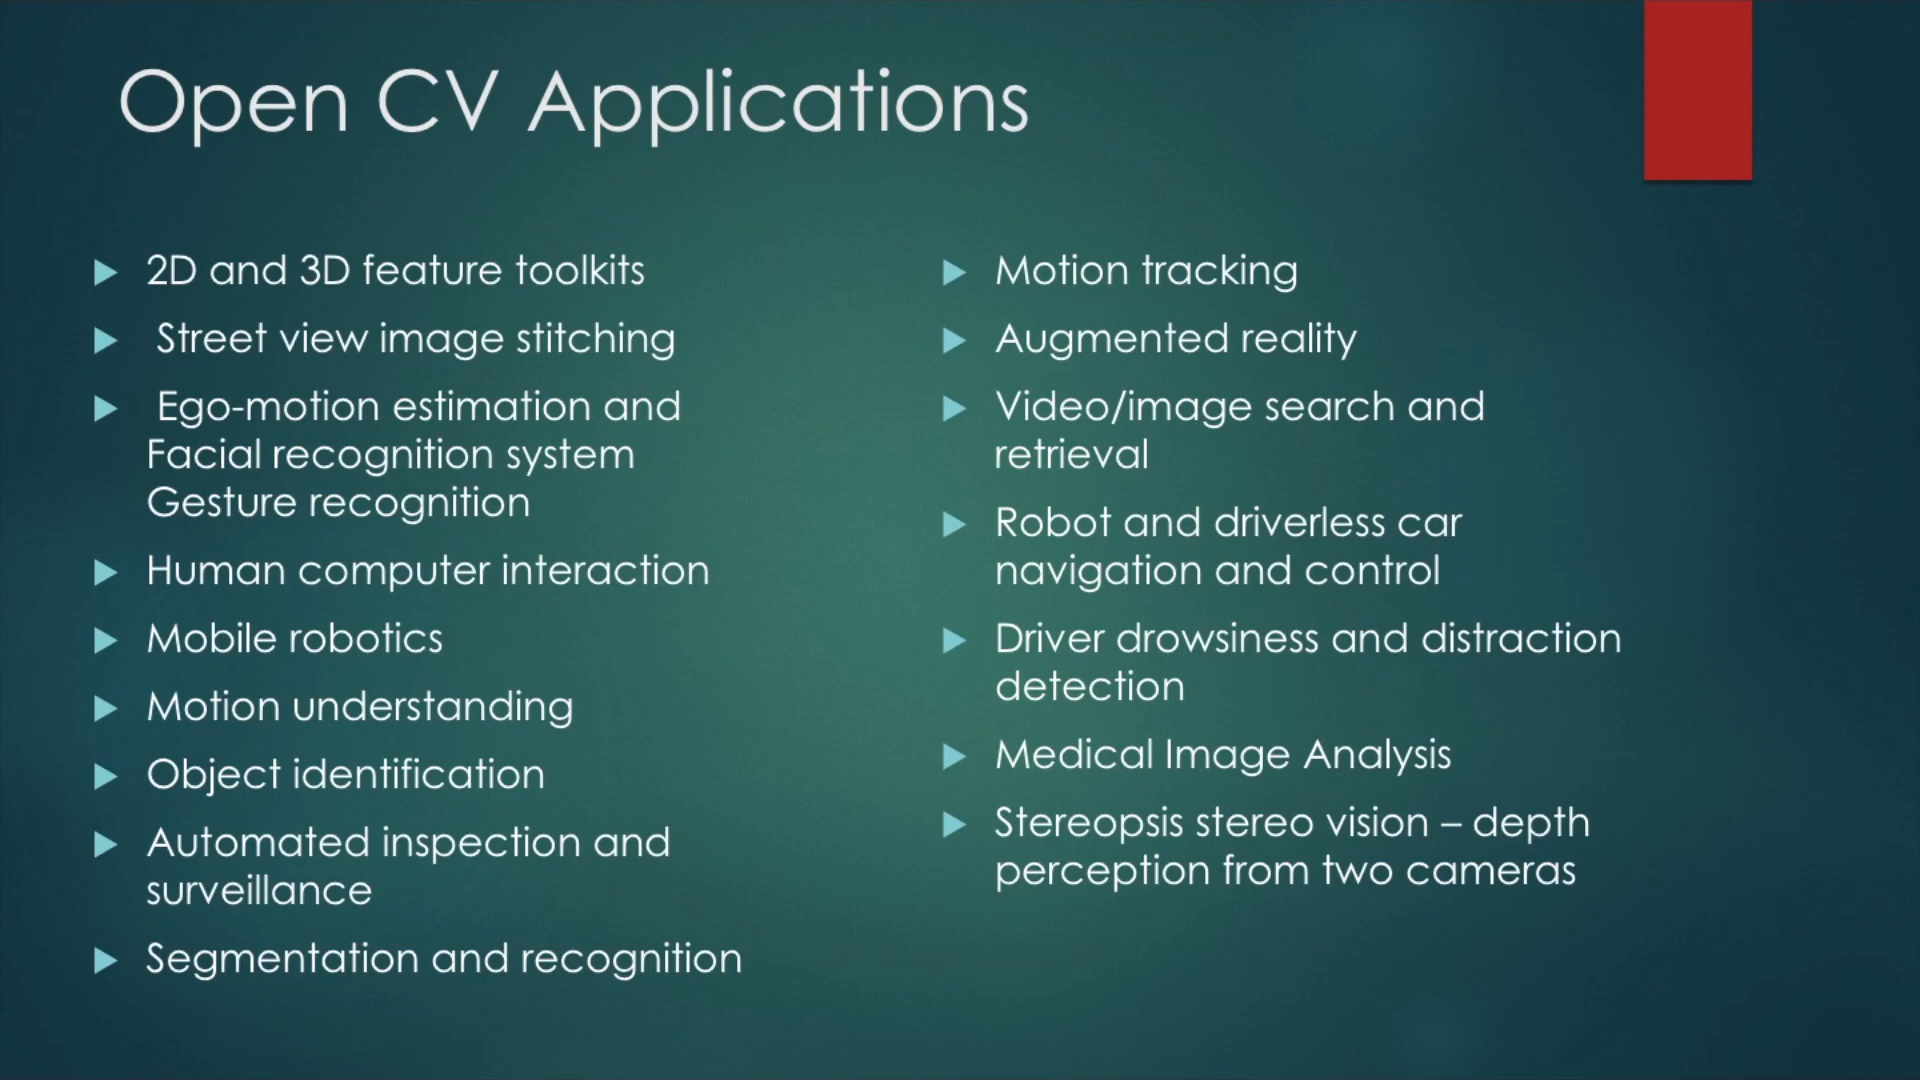 Open CV Applications
2D and 3D feature toolkits
Street view image stitching
Ego-motion estimation and
Facial recognition system
Gesture recognition
Human computer interaction
Mobile robotics
Motion understanding
Object identification
Automated inspection and
surveillance
Segmentation and recognition
Motion tracking
Augmented reality
Video/image search and
retrieval
Robot and driverless car
navigation and control
Driver drowsiness and distraction
detection
Medical Image Analysis
Stereopsis stereo vision – depth
perception from two cameras